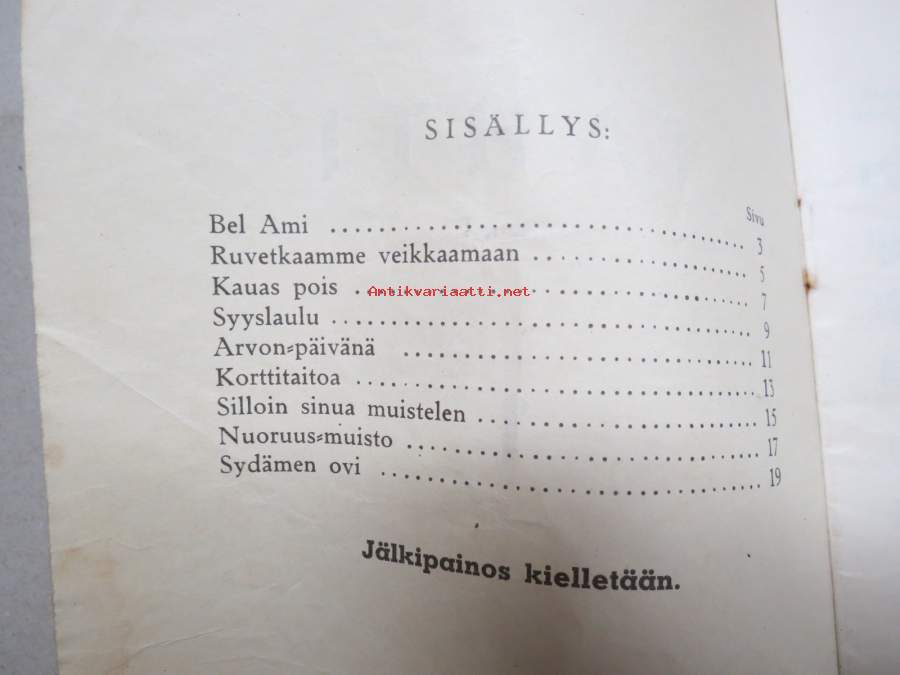 SISÄLLYS:
Sivu
Bel Ami 3
Ruvetkaamme veikkaamaan 5
Kauas pois 7
Antikvariaatti.net
Syyslaulu 9
Arvon-päivänä 11
Korttitaitoa 13
Silloin sinua muistelen 15
Nuoruus-muisto 17
Sydämen ovi 19
Jälkipainos kielletään.